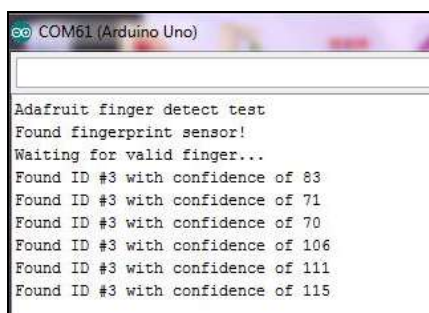 COM61 (Arduino Uno)
Adafruit finger detect test
Found fingerprint sensor!
Waiting for valid finger...
Found ID #3 with confidence of 83
Found ID #3 with confidence of 71
Found ID #3 with confidence of 70
Found ID #3 with confidence of 106
Found ID #3 with confidence of 111
Found ID #3 with confidence of 115